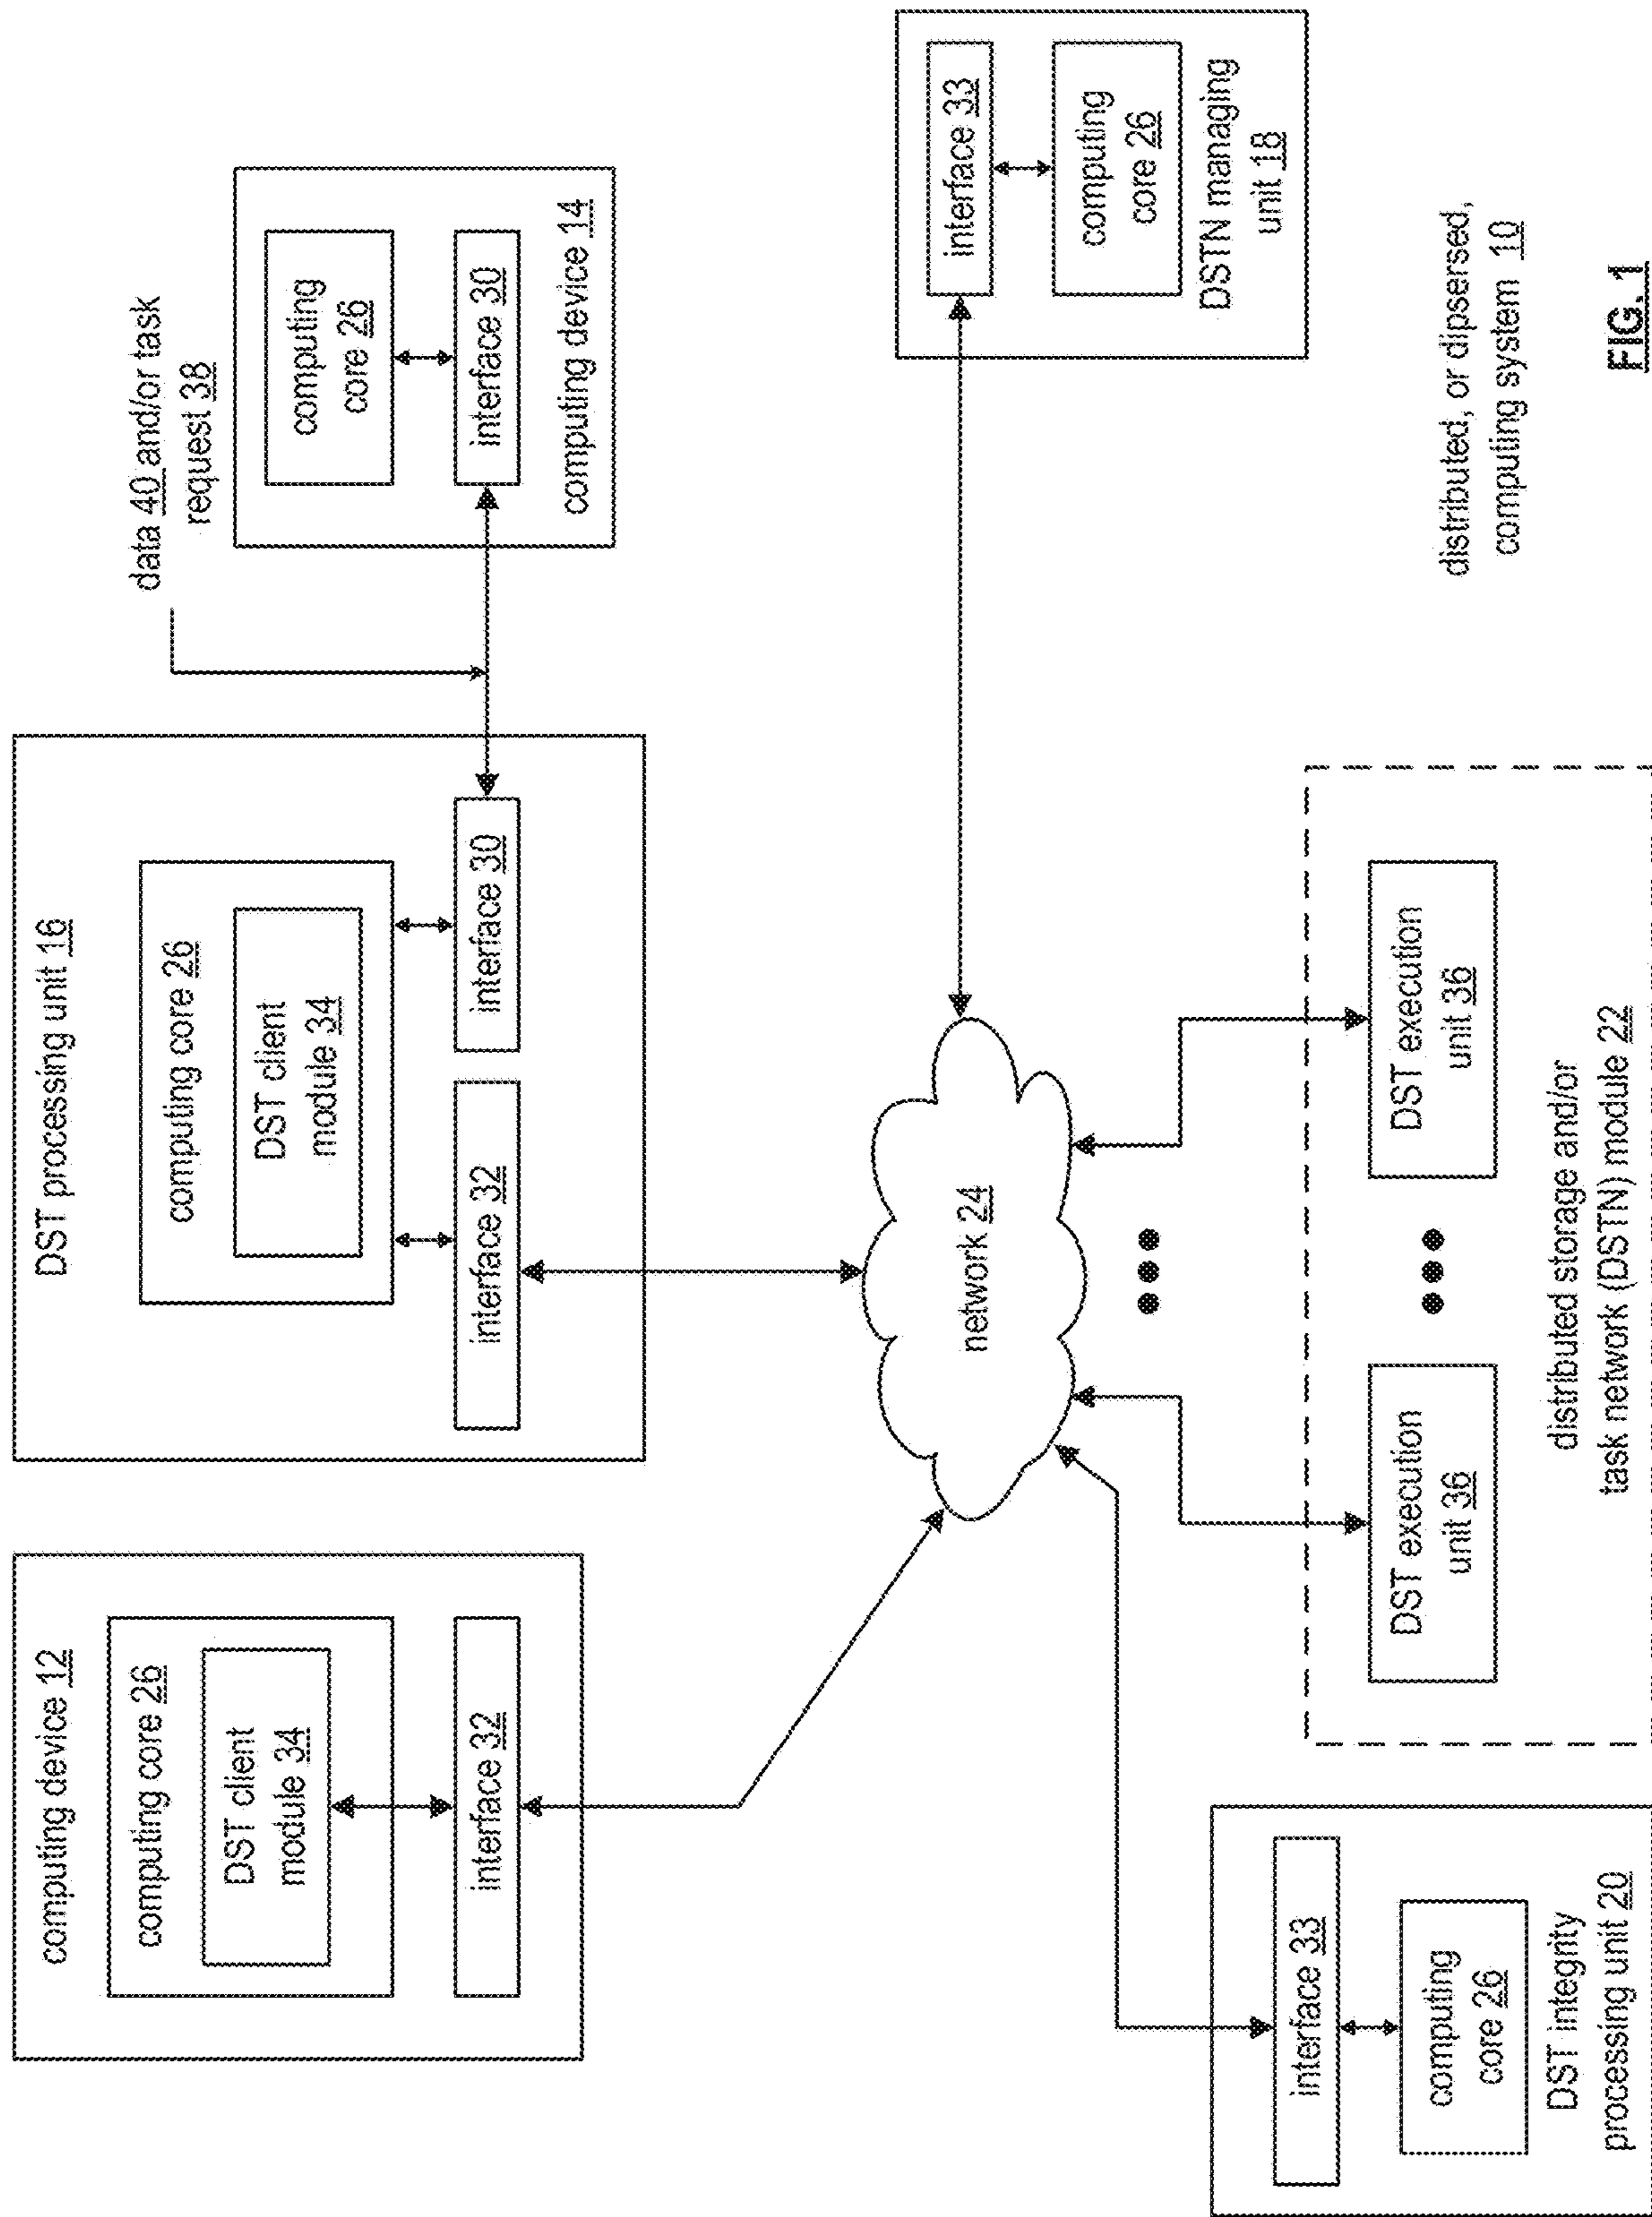 computing device 12
computing core 26
DST client
module 34
interface 32
DST processing unit 16
computing core 26
DST client
module 34
interface 32
interface 30
data 40 and/or task
request 38
computing
core 26
interface 30
computing device 14
network 24
interface 33
computing
core 26
DSTN managing
unit 18
interface 33
computing
core 26
DST integrity
processing unit 20
DST execution
unit 36
DST execution
unit 36
distributed storage and/or
task network (DSTN) module 22
distributed, or dipsersed,
computing system 10
FIG. 1